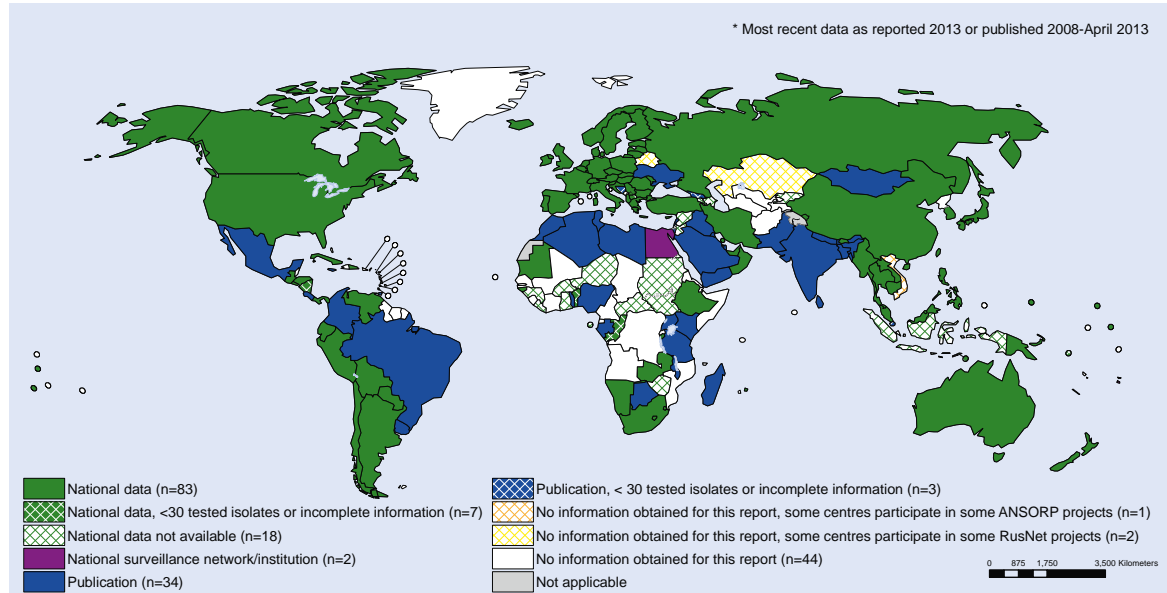 * Most recent data as reported 2013 or published 2008-April 2013
National data (n=83)
National data, <30 tested isolates or incomplete information (n=7)
National data not available (n=18)
National surveillance network/institution (n=2)
Publication (n=34)
Publication, < 30 tested isolates or incomplete information (n=3)
No information obtained for this report, some centres participate in some ANSORP projects (n=1)
No information obtained for this report, some centres participate in some RusNet projects (n=2)
No information obtained for this report (n=44)
Not applicable
0 875 1,750 3,500 Kilometers